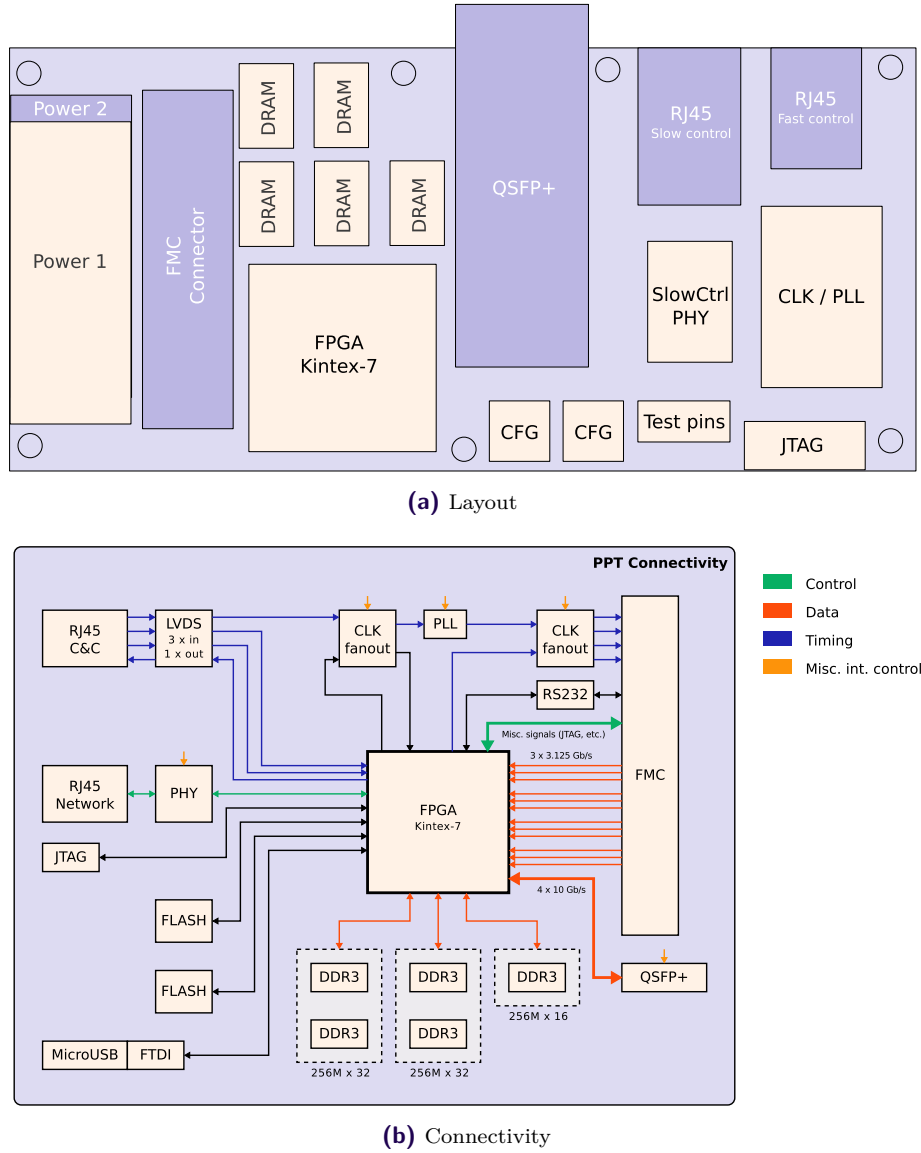 Power 2
Power 1
FMC
Connector
DRAM
DRAM
DRAM
DRAM
DRAM
FPGA
Kintex-7
QSFP+
RJ45
Slow control
RJ45
Fast control
SlowCtrl
PHY
CLK / PLL
CFG
CFG
Test pins
JTAG
(a) Layout
PPT Connectivity
Control
Data
Timing
Misc. int. control
RJ45
C&C
LVDS
3 x in
1 x out
CLK
fanout
PLL
CLK
fanout
RS232
Misc. signals (JTAG, etc.)
3 x 3.125 Gb/s
FMC
RJ45
Network
PHY
FPGA
Kintex-7
JTAG
4 x 10 Gb/s
FLASH
FLASH
DDR3
DDR3
DDR3
QSFP+
256M x 16
DDR3
DDR3
MicroUSB
FTDI
256M x 32
256M x 32
(b) Connectivity